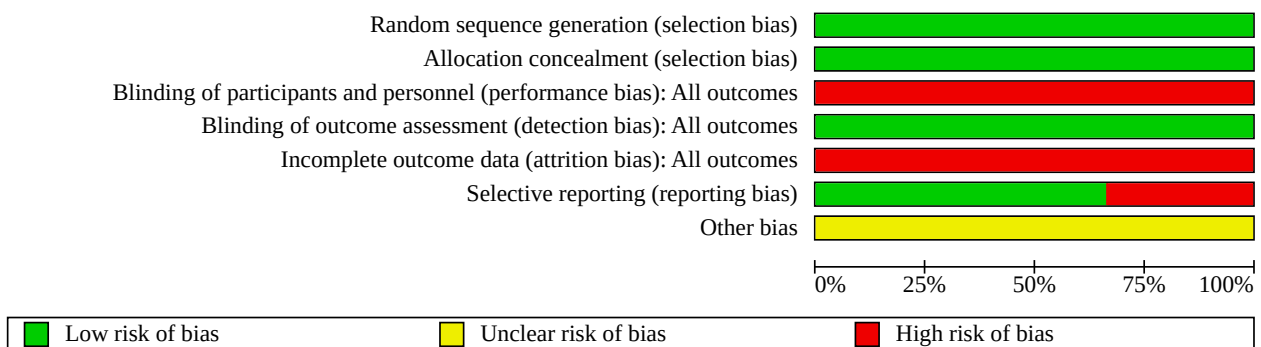 Random sequence generation (selection bias)
Allocation concealment (selection bias)
Blinding of participants and personnel (performance bias): All outcomes
Blinding of outcome assessment (detection bias): All outcomes
Incomplete outcome data (attrition bias): All outcomes
Selective reporting (reporting bias)
Other bias
0% 25% 50% 75% 100%
Low risk of bias Unclear risk of bias High risk of bias